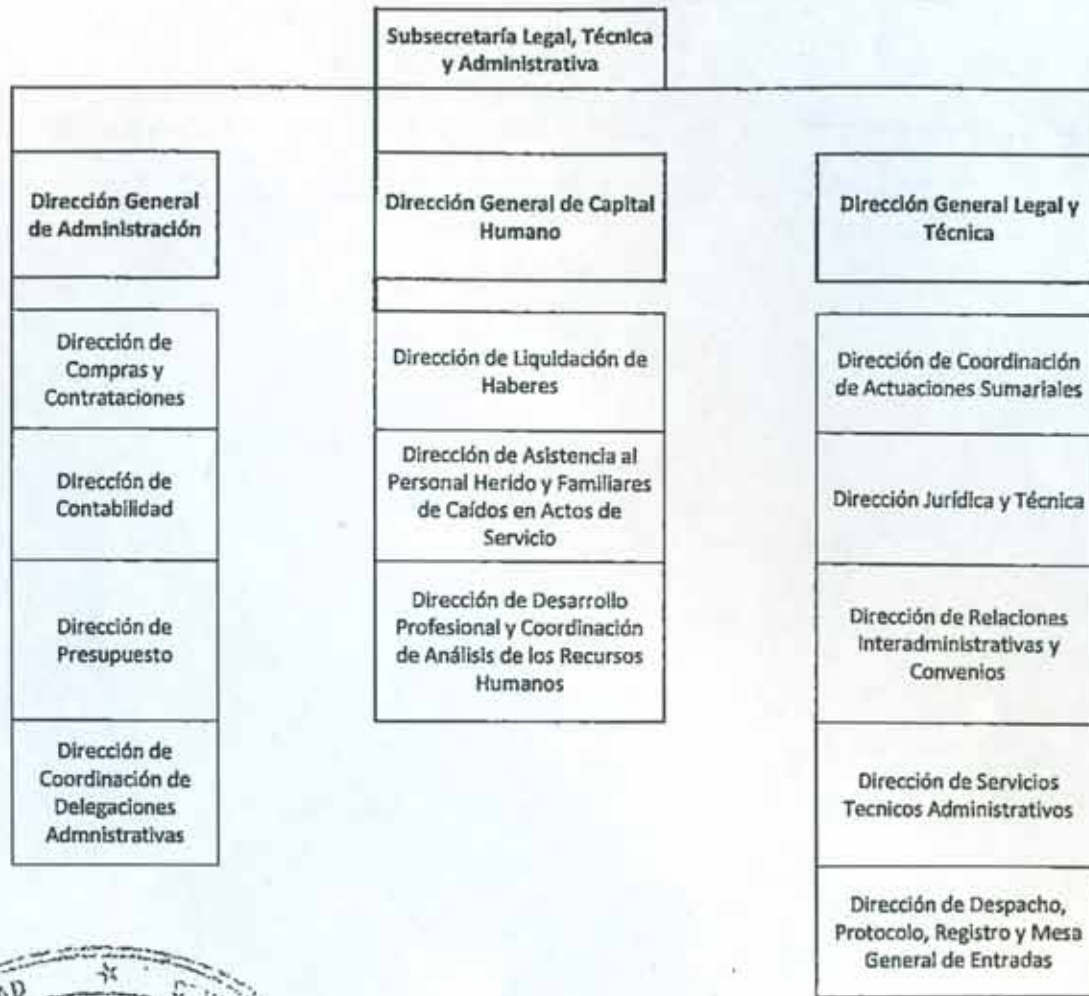 Subsecretaría Legal, Técnica
y Administrativa
Dirección General
de Administración
Dirección General de Capital
Humano
Dirección General Legal y
Técnica
Dirección de
Compras y
Contrataciones
Dirección de
Contabilidad
Dirección de
Presupuesto
Dirección de
Coordinación de
Delegaciones
Admnistrativas
Dirección de Liquidación de
Haberes
Dirección de Asistencia al
Personal Herido y Familiares
de Caídos en Actos de
Servicio
Dirección de Desarrollo
Profesional y Coordinación
de Análisis de los Recursos
Humanos
Dirección de Coordinación
de Actuaciones Sumariales
Dirección Jurídica y Técnica
Dirección de Relaciones
Interadministrativas y
Convenios
Dirección de Servicios
Tecnicos Administrativos
Dirección de Despacho,
Protocolo, Registro y Mesa
General de Entradas